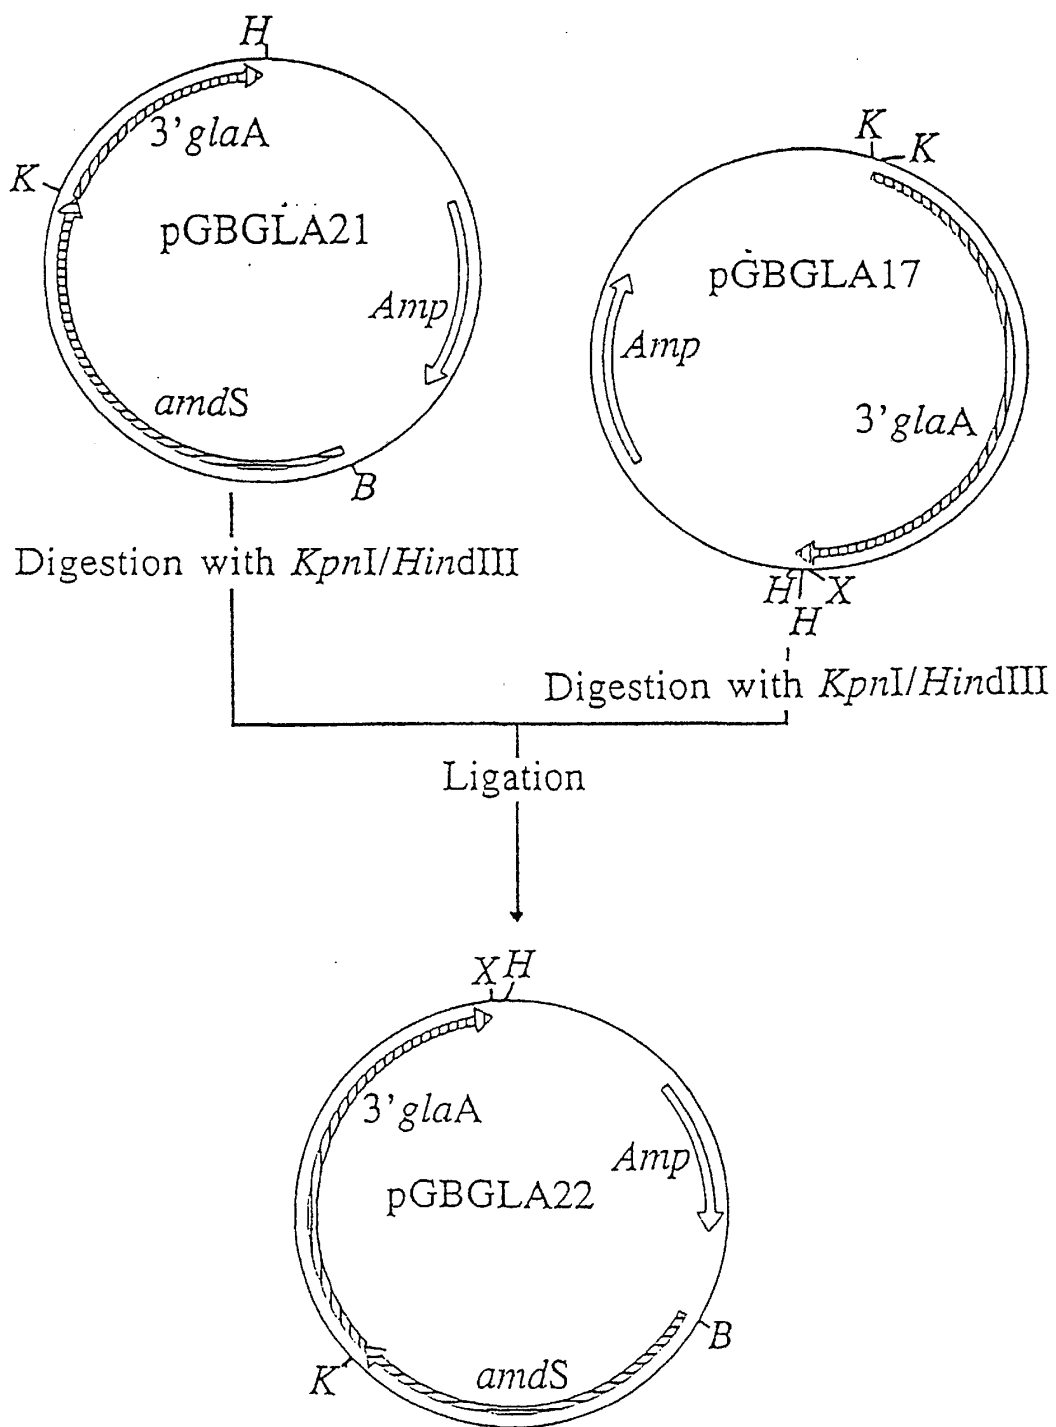 H
3'glaA
K
pGBGLA21
Amp
amdS
B
Digestion with KpnI/HindIII
K
K
pGBGLA17
Amp
3'glaA
H X
H
Digestion with KpnI/HindIII
Ligation
X H
3'glaA
Amp
pGBGLA22
B
K
amdS